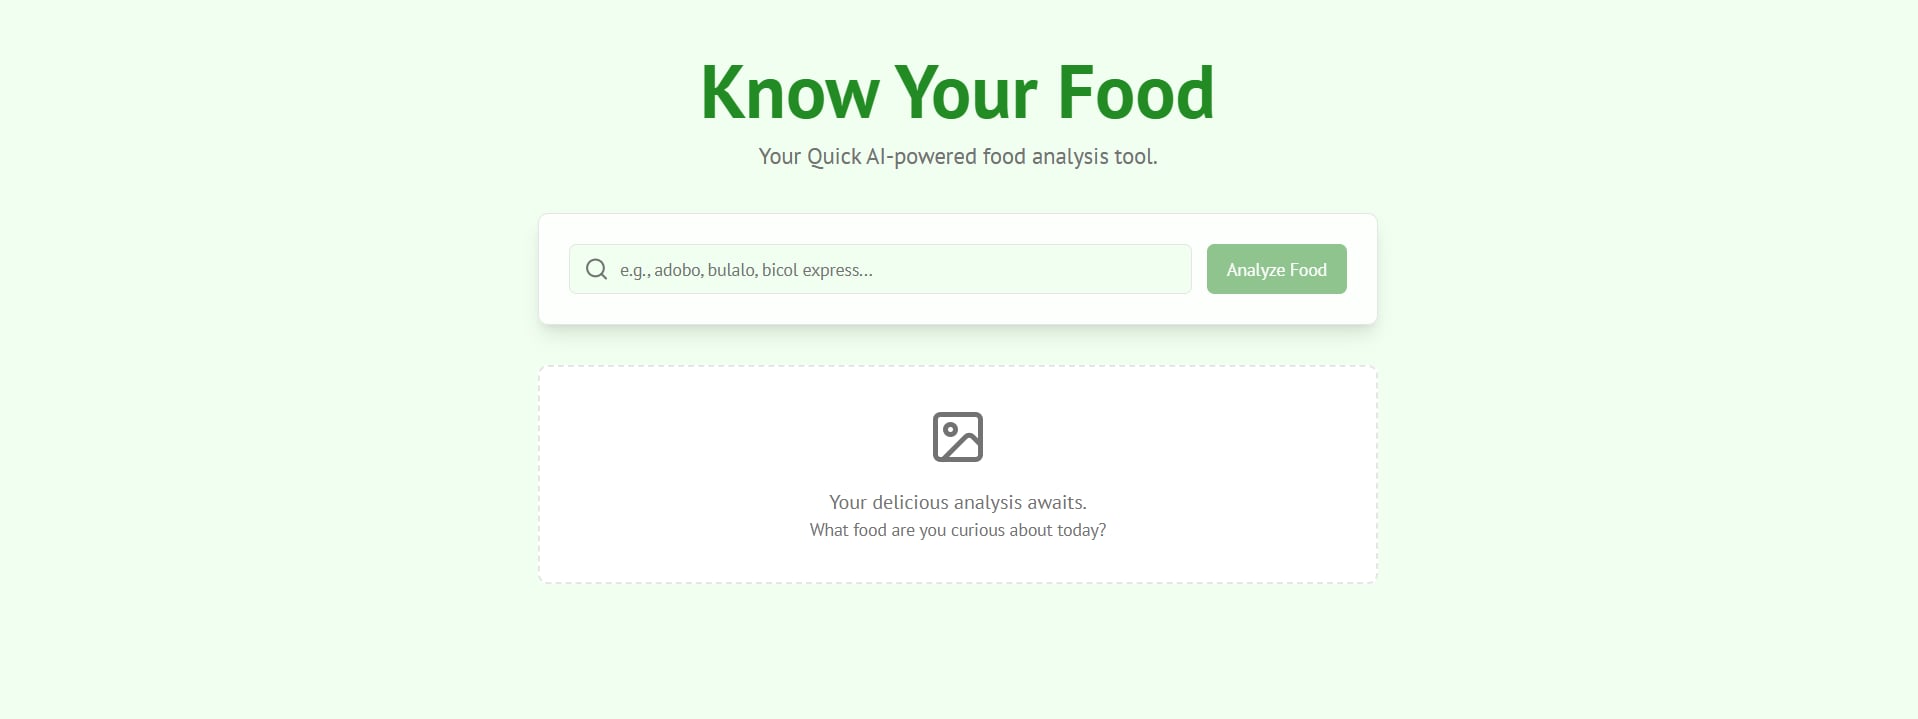 Know Your Food
Your Quick AI-powered food analysis tool.
e.g., adobo, bulalo, bicol express...
Analyze Food
Your delicious analysis awaits.
What food are you curious about today?